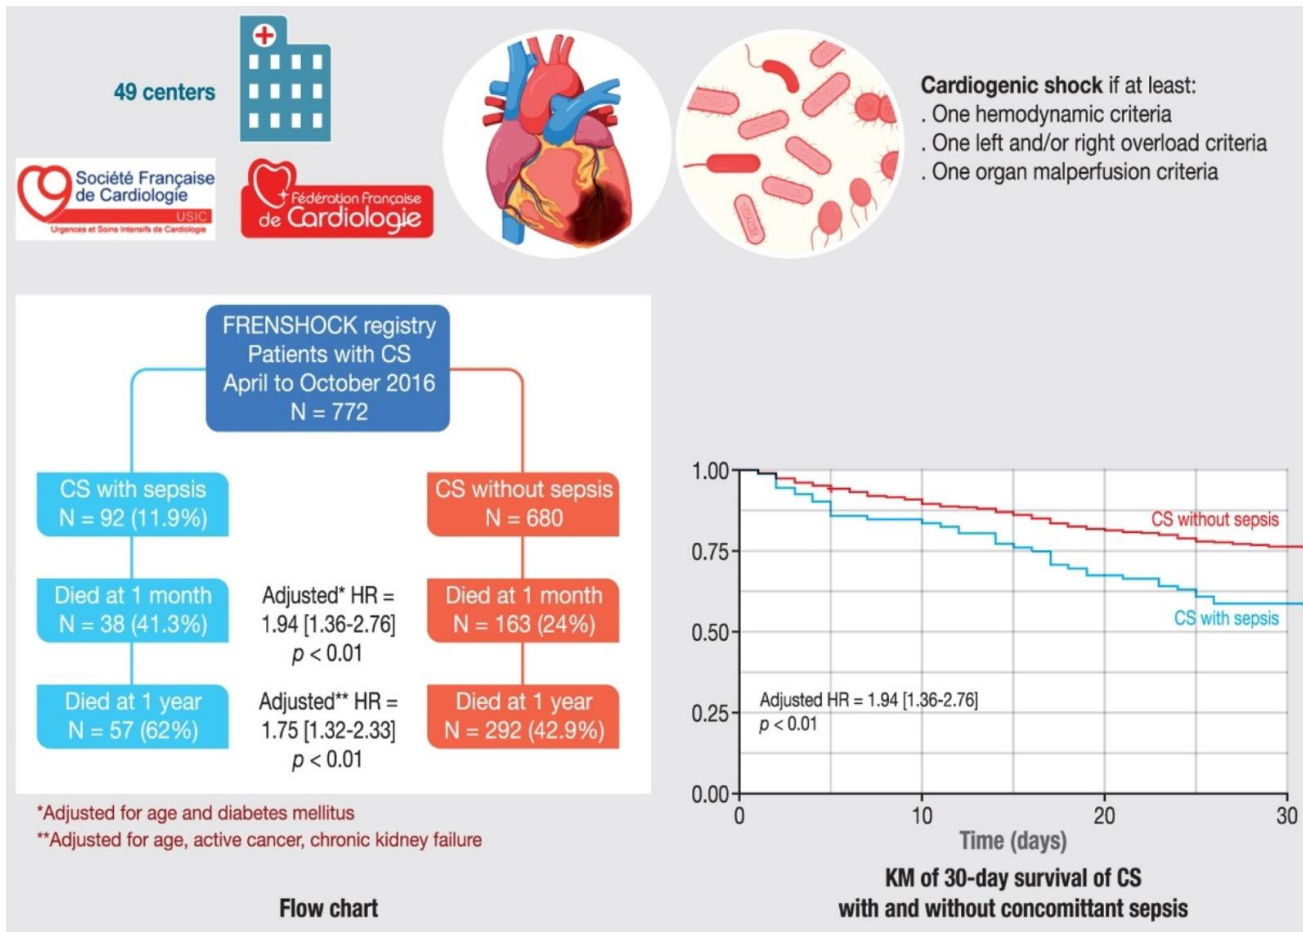 49 centers
Société Française
de Cardiologie
USIC
Urgences et Soins Intensifs de Cardiologie
Fédération Française
de Cardiologie
Cardiogenic shock if at least:
. One hemodynamic criteria
. One left and/or right overload criteria
. One organ malperfusion criteria
FRENSHOCK registry
Patients with CS
April to October 2016
N = 772
CS with sepsis
N = 92 (11.9%)
CS without sepsis
N = 680
Died at 1 month
N = 38 (41.3%)
Adjusted* HR =
1.94 [1.36-2.76]
p < 0.01
Died at 1 month
N = 163 (24%)
Died at 1 year
N = 57 (62%)
Adjusted** HR =
1.75 [1.32-2.33]
p < 0.01
Died at 1 year
N = 292 (42.9%)
*Adjusted for age and diabetes mellitus
**Adjusted for age, active cancer, chronic kidney failure
Flow chart
1.00
0.75
0.50
0.25
0.00
CS without sepsis
CS with sepsis
Adjusted HR = 1.94 [1.36-2.76]
p < 0.01
0 10 20 30
Time (days)
KM of 30-day survival of CS
with and without concomittant sepsis